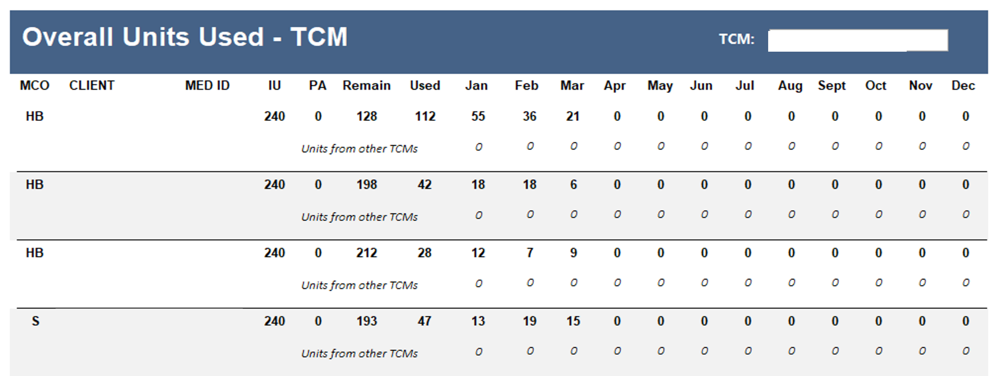 Overall Units Used - TCM TCM:
MCO CLIENT MED ID IU PA Remain Used Jan Feb Mar Apr May Jun Jul Aug Sept Oct Nov Dec
HB 240 0 128 112 55 36 21 0 0 0 0 0 0 0 0 0
Units from other TCMs 0 0 0 0 0 0 0 0 0 0 0 0
HB 240 0 198 42 18 18 6 0 0 0 0 0 0 0 0 0
Units from other TCMs 0 0 0 0 0 0 0 0 0 0 0 0
HB 240 0 212 28 12 7 9 0 0 0 0 0 0 0 0 0
Units from other TCMs 0 0 0 0 0 0 0 0 0 0 0 0
S 240 0 193 47 13 19 15 0 0 0 0 0 0 0 0 0
Units from other TCMs 0 0 0 0 0 0 0 0 0 0 0 0